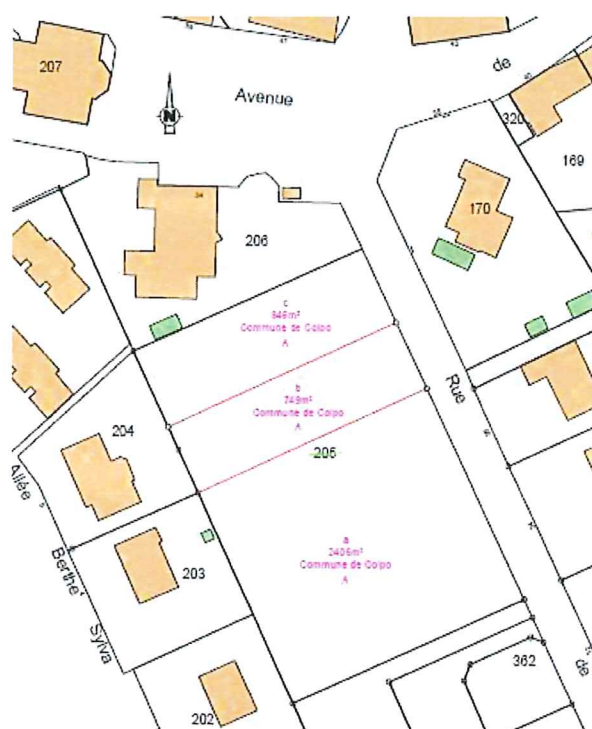 207
Avenue
de
N
320
169
170
34
206
c
846m²
Commune de Colpo
A
b
749m²
Commune de Colpo
A
Rue
204
205
Allée
Berthe
Sylva
203
a
2406m²
Commune de Colpo
A
362
de
202